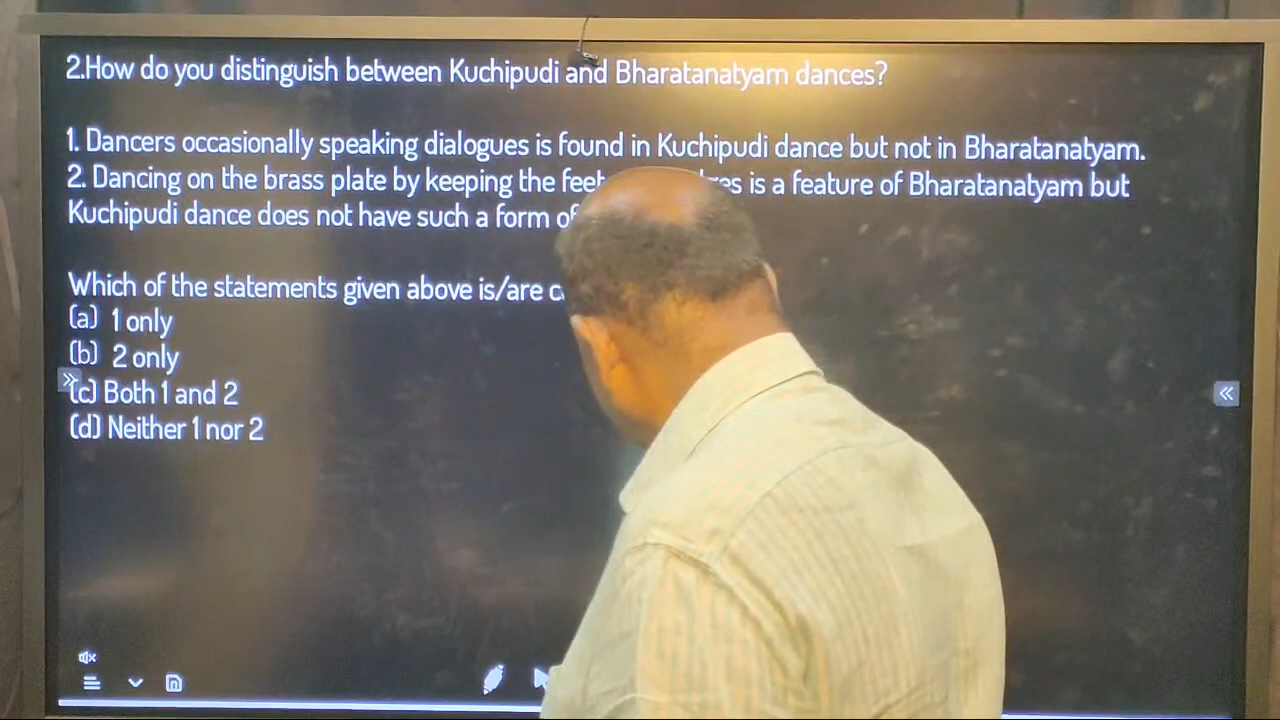 2.How do you distinguish between Kuchipudi and Bharatanatyam dances?
1. Dancers occasionally speaking dialogues is found in Kuchipudi dance but not in Bharatanatyam.
2. Dancing on the brass plate by keeping the feet is a feature of Bharatanatyam but
Kuchipudi dance does not have such a form of
Which of the statements given above is/are
(a) 1 only
(b) 2 only
(c) Both 1 and 2
(d) Neither 1 nor 2